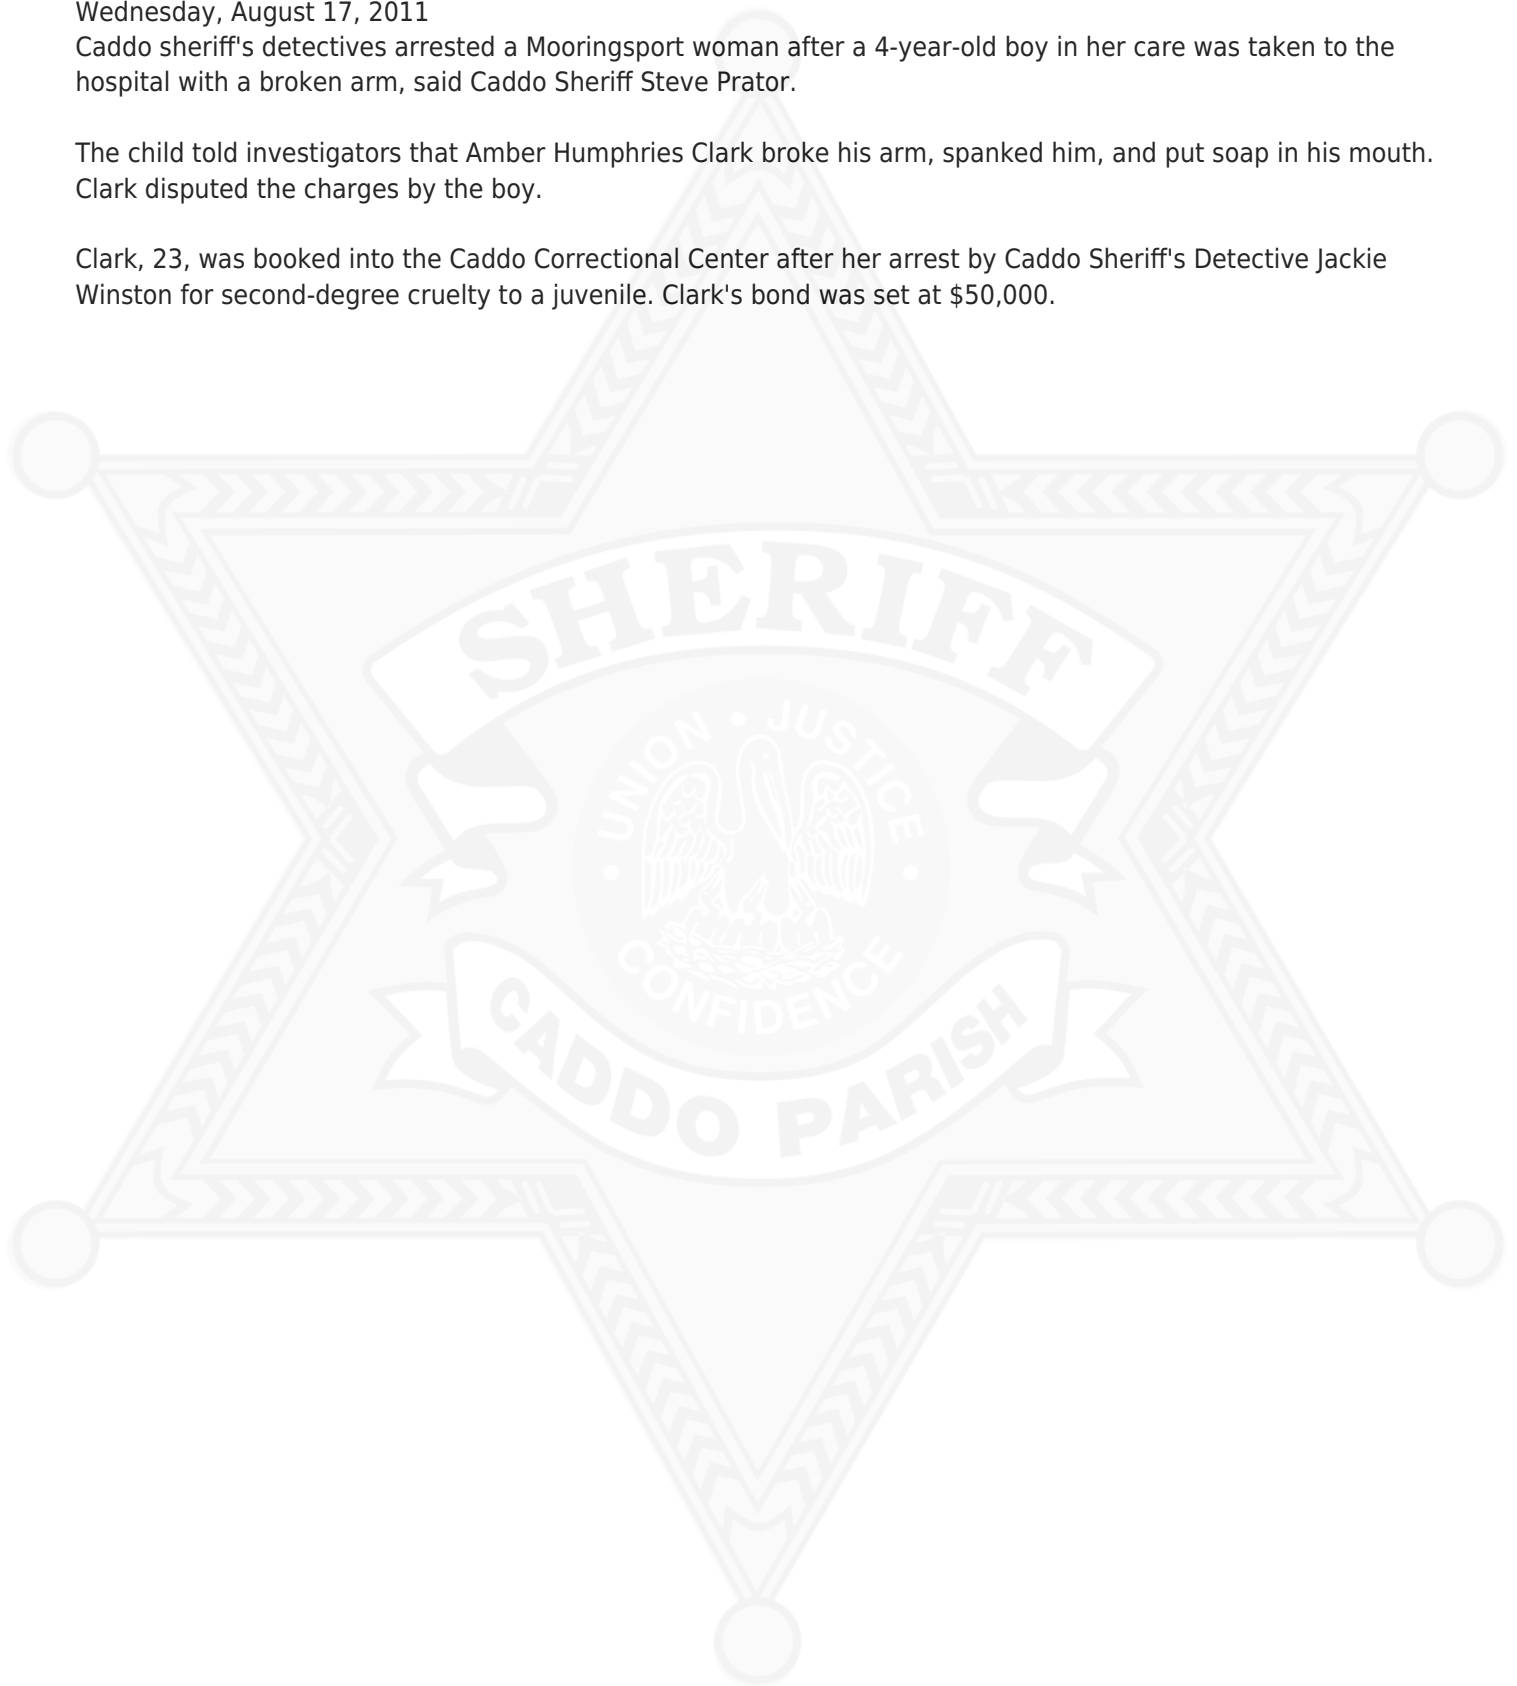 Wednesday, August 17, 2011
Caddo sheriff's detectives arrested a Mooringsport woman after a 4-year-old boy in her care was taken to the
hospital with a broken arm, said Caddo Sheriff Steve Prator.
The child told investigators that Amber Humphries Clark broke his arm, spanked him, and put soap in his mouth.
Clark disputed the charges by the boy.
Clark, 23, was booked into the Caddo Correctional Center after her arrest by Caddo Sheriff's Detective Jackie
Winston for second-degree cruelty to a juvenile. Clark's bond was set at $50,000.
SHERIFF
UNION • JUSTICE
• CONFIDENCE •
CADDO PARISH